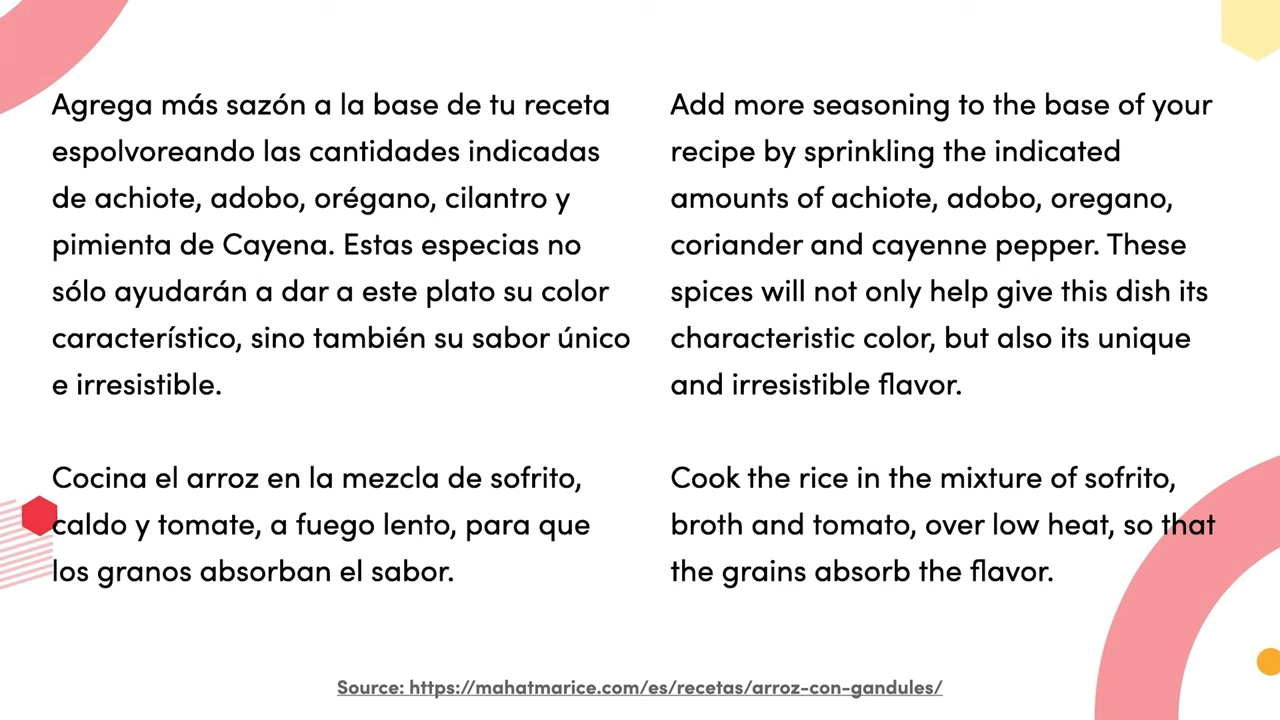 Agrega más sazón a la base de tu receta
espolvoreando las cantidades indicadas
de achiote, adobo, orégano, cilantro y
pimienta de Cayena. Estas especias no
sólo ayudarán a dar a este plato su color
característico, sino también su sabor único
e irresistible.
Cocina el arroz en la mezcla de sofrito,
caldo y tomate, a fuego lento, para que
los granos absorban el sabor.
Add more seasoning to the base of your
recipe by sprinkling the indicated
amounts of achiote, adobo, oregano,
coriander and cayenne pepper. These
spices will not only help give this dish its
characteristic color, but also its unique
and irresistible flavor.
Cook the rice in the mixture of sofrito,
broth and tomato, over low heat, so that
the grains absorb the flavor.
Source: https://mahatmarice.com/es/recetas/arroz-con-gandules/